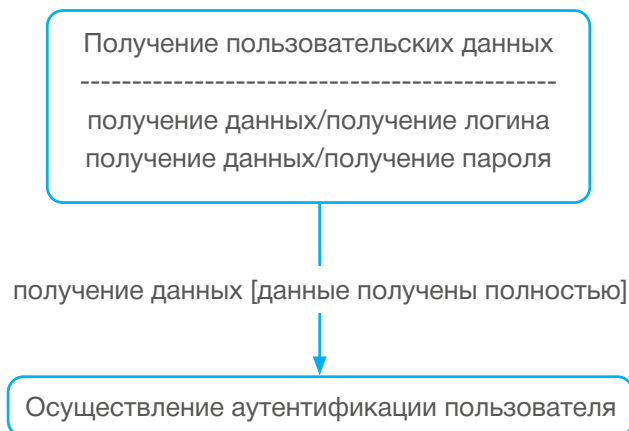 Получение пользовательских данных
-----------------------------------------------
получение данных/получение логина
получение данных/получение пароля
получение данных [данные получены полностью]
Осуществление аутентификации пользователя